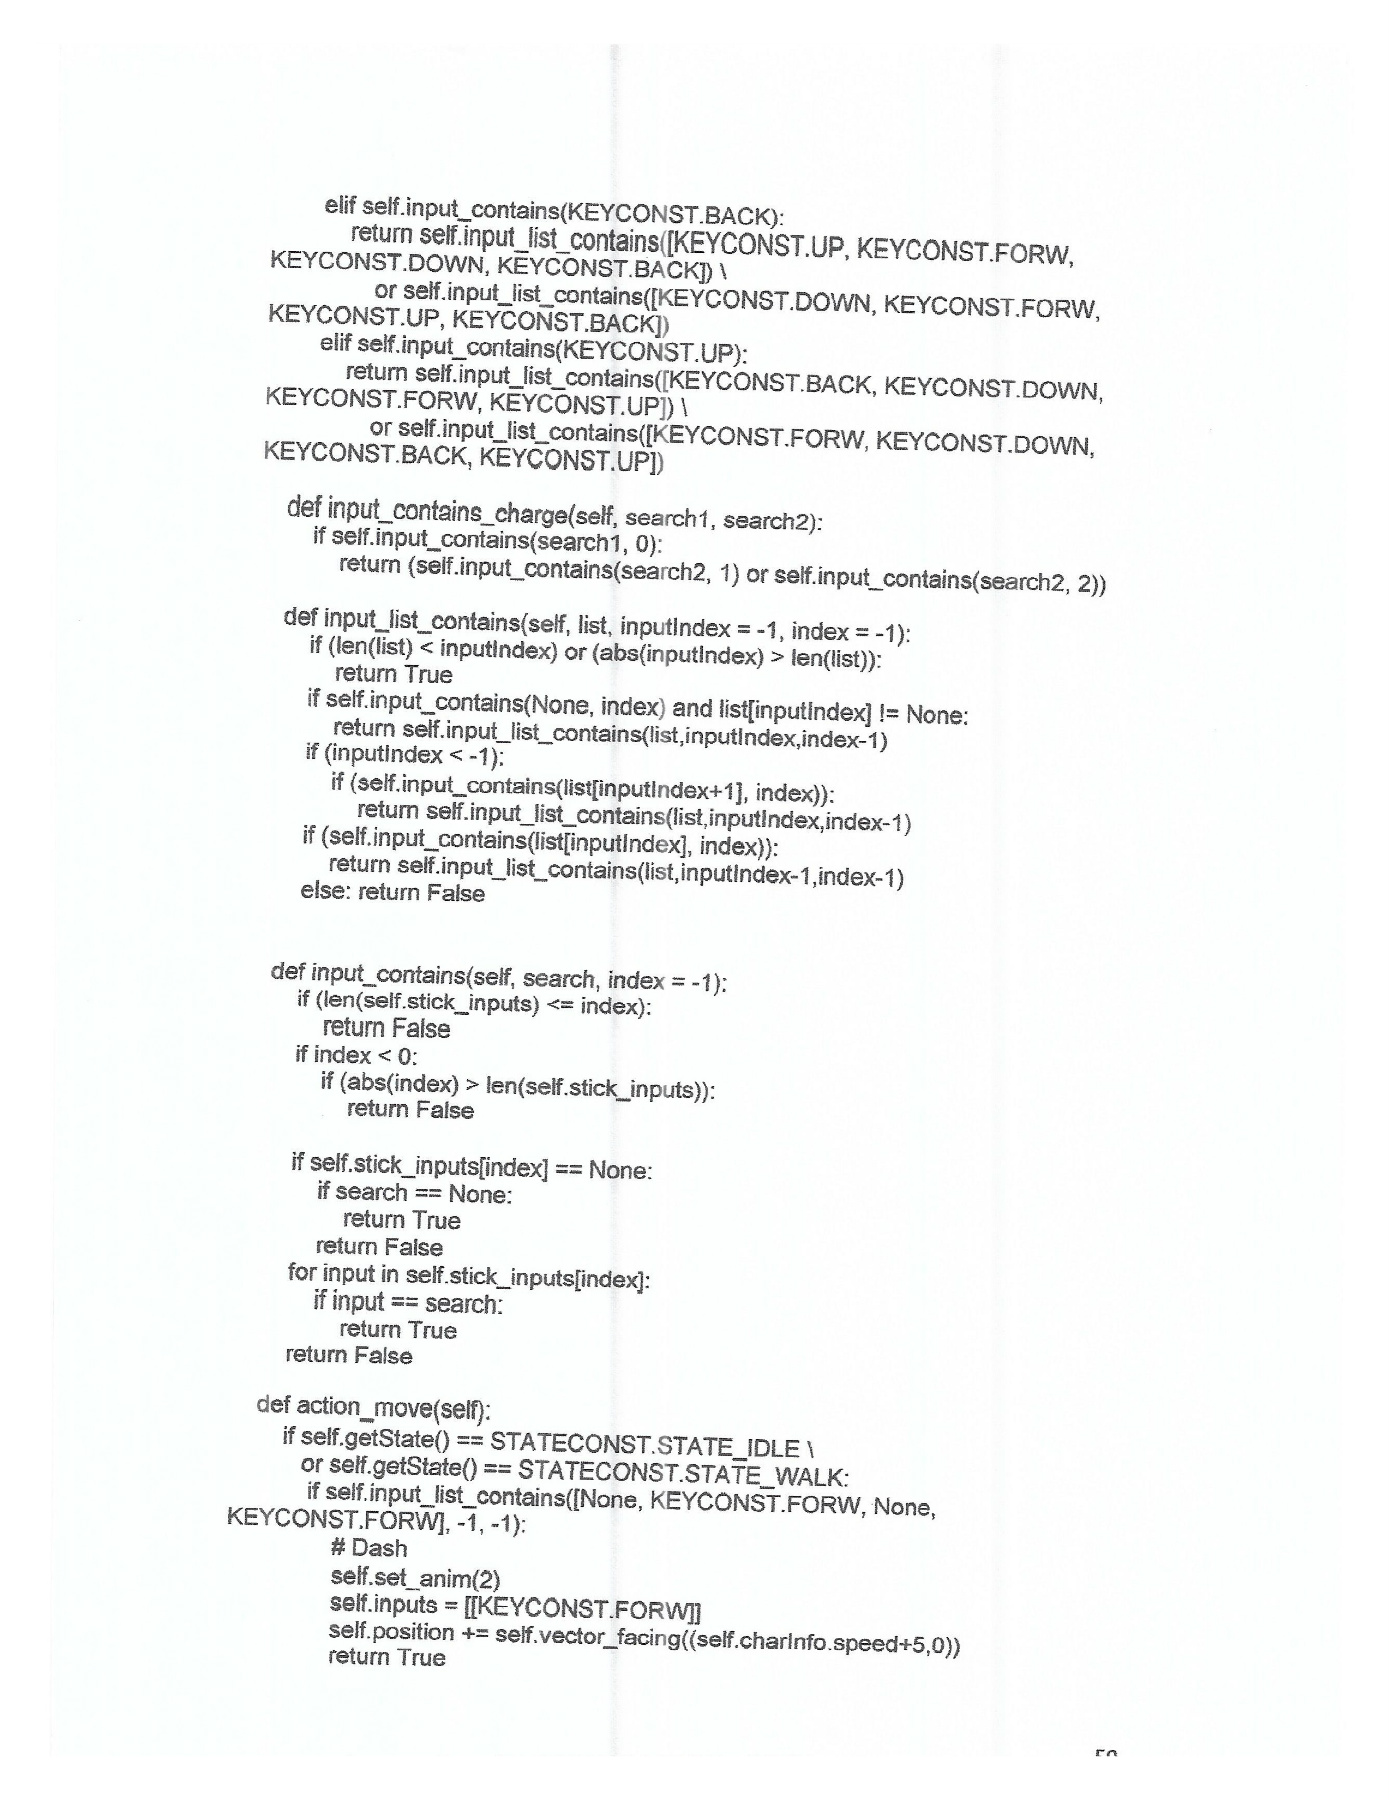 elif self.input_contains(KEYCONST.BACK):
return self.input_list_contains([KEYCONST.UP, KEYCONST.FORW,
KEYCONST.DOWN, KEYCONST.BACK]) \
or self.input_list_contains([KEYCONST.DOWN, KEYCONST.FORW,
KEYCONST.UP, KEYCONST.BACK])
elif self.input_contains(KEYCONST.UP):
return self.input_list_contains([KEYCONST.BACK, KEYCONST.DOWN,
KEYCONST.FORW, KEYCONST.UP]) \
or self.input_list_contains([KEYCONST.FORW, KEYCONST.DOWN,
KEYCONST.BACK, KEYCONST.UP])
def input_contains_charge(self, search1, search2):
if self.input_contains(search1, 0):
return (self.input_contains(search2, 1) or self.input_contains(search2, 2))
def input_list_contains(self, list, inputIndex = -1, index = -1):
if (len(list) < inputIndex) or (abs(inputIndex) > len(list)):
return True
if self.input_contains(None, index) and list[inputIndex] != None:
return self.input_list_contains(list,inputIndex,index-1)
if (inputIndex < -1):
if (self.input_contains(list[inputIndex+1], index)):
return self.input_list_contains(list,inputIndex,index-1)
if (self.input_contains(list[inputIndex], index)):
return self.input_list_contains(list,inputIndex-1,index-1)
else: return False
def input_contains(self, search, index = -1):
if (len(self.stick_inputs) <= index):
return False
if index < 0:
if (abs(index) > len(self.stick_inputs)):
return False
if self.stick_inputs[index] == None:
if search == None:
return True
return False
for input in self.stick_inputs[index]:
if input == search:
return True
return False
def action_move(self):
if self.getState() == STATECONST.STATE_IDLE \
or self.getState() == STATECONST.STATE_WALK:
if self.input_list_contains([None, KEYCONST.FORW, None,
KEYCONST.FORW], -1, -1):
# Dash
self.set_anim(2)
self.inputs = [[KEYCONST.FORW]]
self.position += self.vector_facing((self.charInfo.speed+5,0))
return True